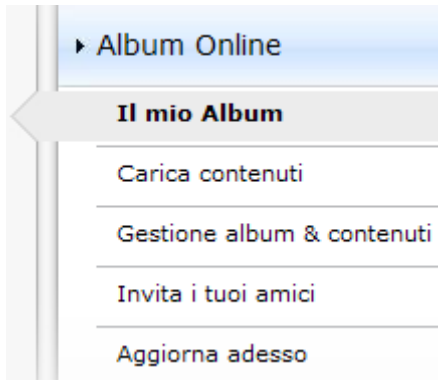 Album Online
Il mio Album
Carica contenuti
Gestione album & contenuti
Invita i tuoi amici
Aggiorna adesso